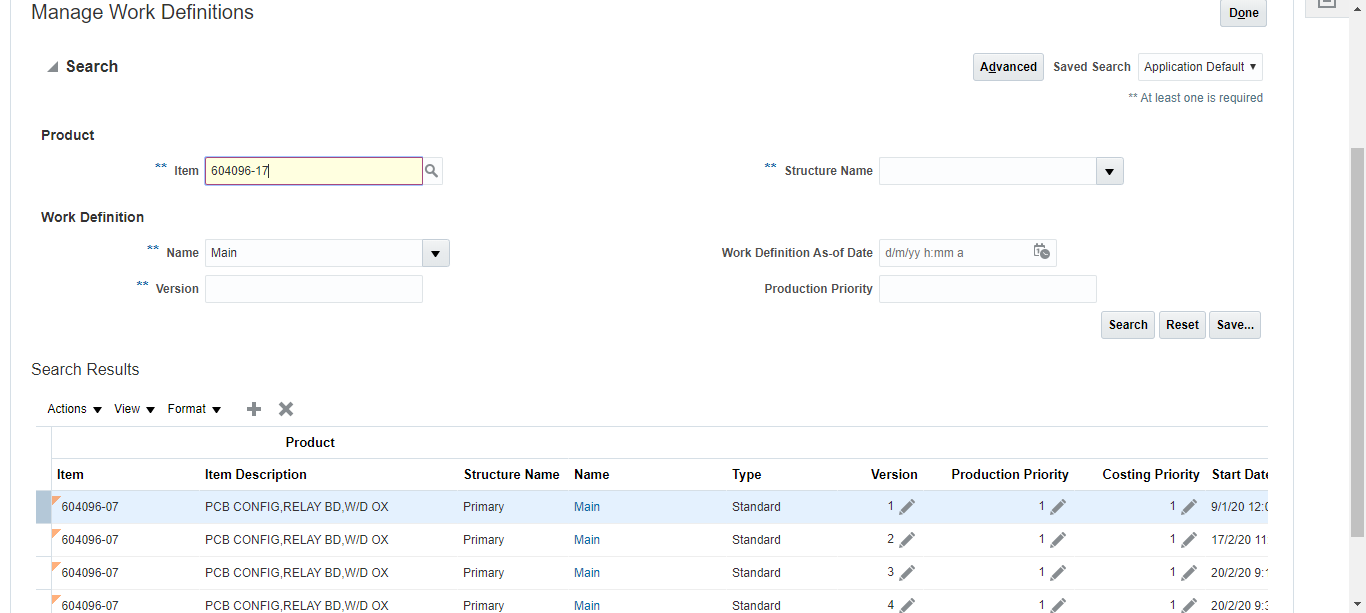 Manage Work Definitions Done
Search Advanced Saved Search Application Default
** At least one is required
Product
** Item 604096-17 ** Structure Name
Work Definition
** Name Main Work Definition As-of Date d/m/yy h:mm a
** Version Production Priority
Search Reset Save...
Search Results
Actions View Format
Product
Item Item Description Structure Name Name Type Version Production Priority Costing Priority Start Date
604096-07 PCB CONFIG,RELAY BD,W/D OX Primary Main Standard 1 1 1 9/1/20 12:0
604096-07 PCB CONFIG,RELAY BD,W/D OX Primary Main Standard 2 1 1 17/2/20 11
604096-07 PCB CONFIG,RELAY BD,W/D OX Primary Main Standard 3 1 1 20/2/20 9:1
604096-07 PCB CONFIG,RELAY BD,W/D OX Primary Main Standard 4 1 1 20/2/20 9:3